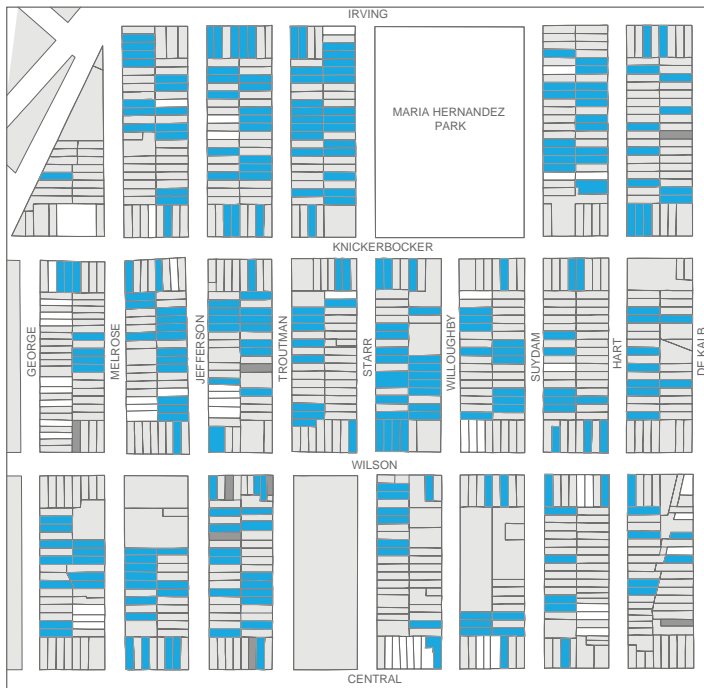 IRVING
MARIA HERNANDEZ
PARK
KNICKERBOCKER
GEORGE
MELROSE
JEFFERSON
TROUTMAN
STARR
WILLOUGHBY
SUYDAM
HART
DE KALB
WILSON
CENTRAL